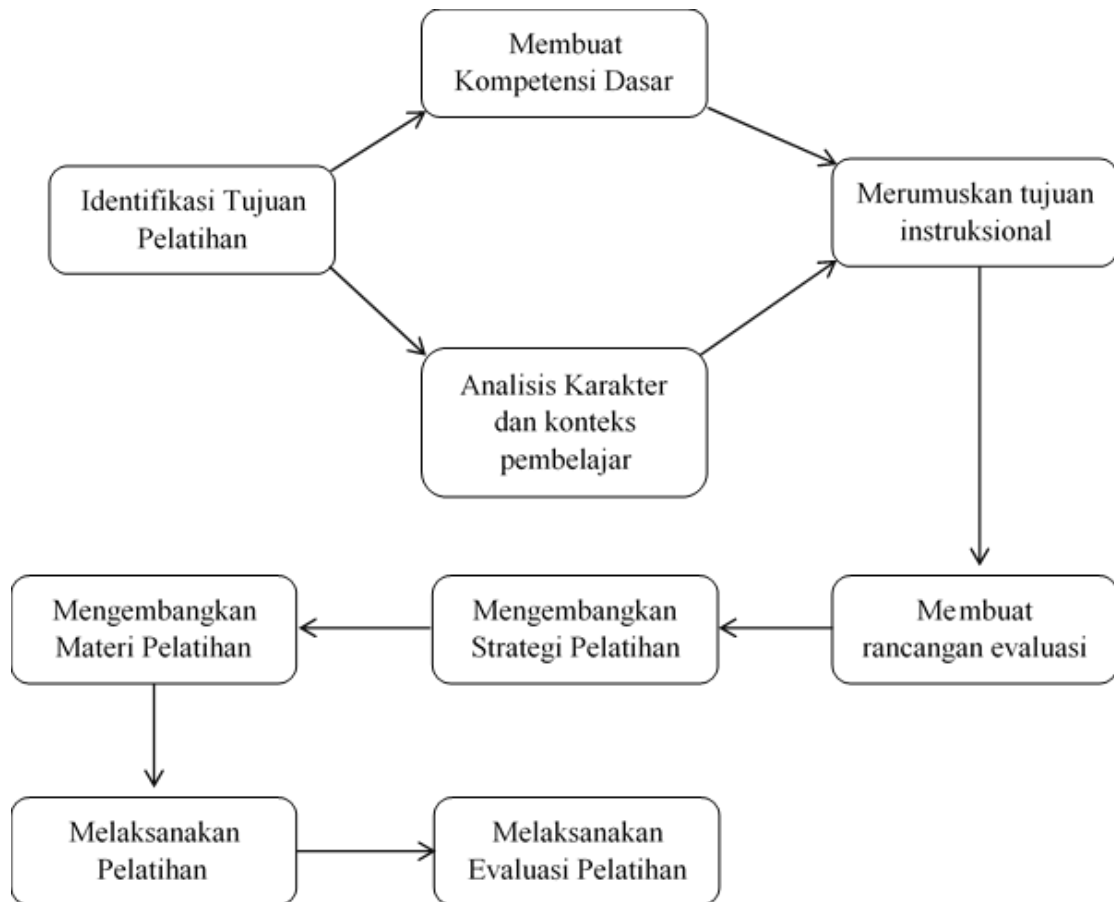 Membuat
Kompetensi Dasar
Identifikasi Tujuan
Pelatihan
Merumuskan tujuan
instruksional
Analisis Karakter
dan konteks
pembelajar
Mengembangkan
Materi Pelatihan
Mengembangkan
Strategi Pelatihan
Membuat
rancangan evaluasi
Melaksanakan
Pelatihan
Melaksanakan
Evaluasi Pelatihan